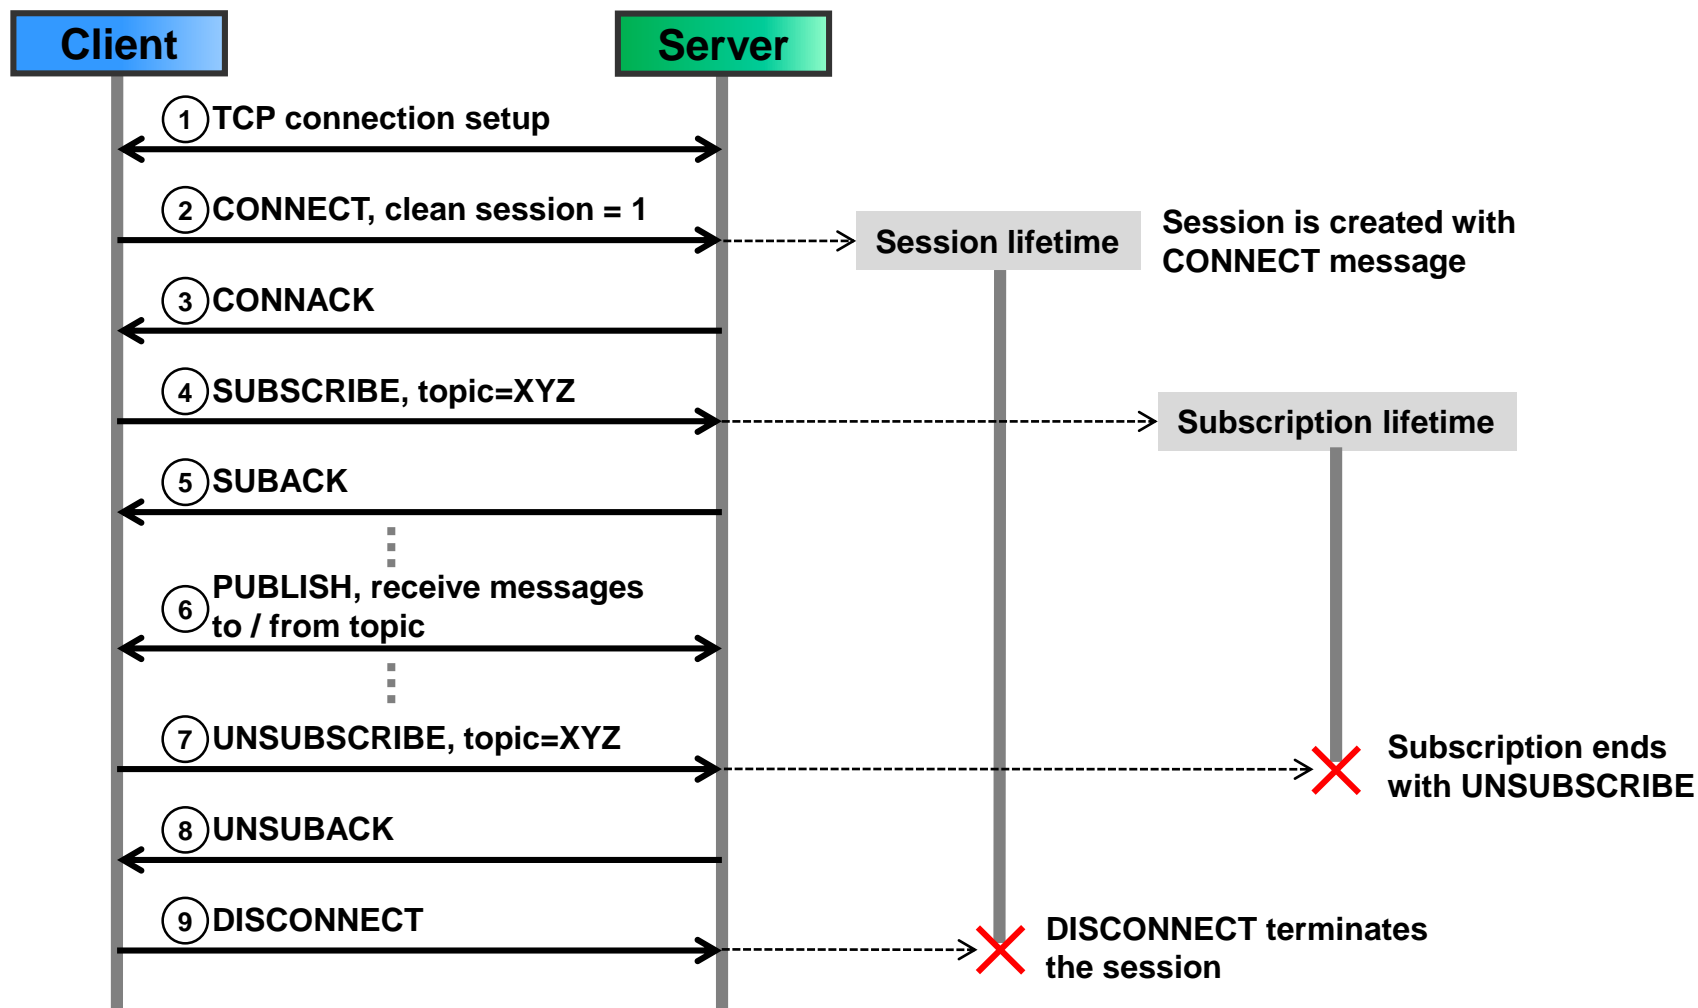 Client
Server
1 TCP connection setup
2 CONNECT, clean session = 1
Session lifetime
Session is created with
CONNECT message
3 CONNACK
4 SUBSCRIBE, topic=XYZ
Subscription lifetime
5 SUBACK
6 PUBLISH, receive messages
to / from topic
7 UNSUBSCRIBE, topic=XYZ
Subscription ends
with UNSUBSCRIBE
8 UNSUBACK
9 DISCONNECT
DISCONNECT terminates
the session